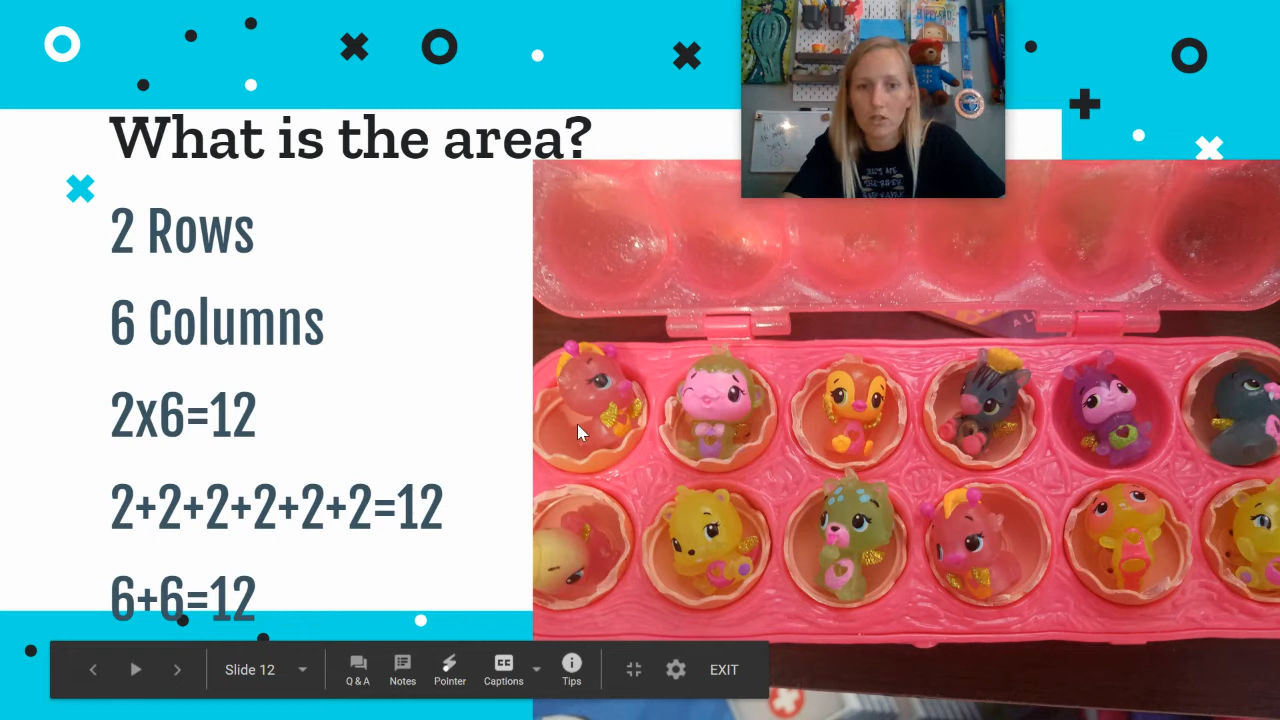 What is the area?
2 Rows
6 Columns
2x6=12
2+2+2+2+2+2=12
6+6=12
Slide 12
Q & A
Notes
Pointer
CC
Captions
Tips
EXIT